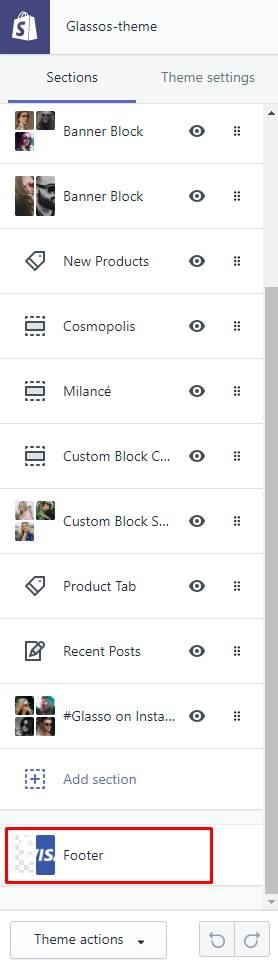 Glassos-theme
Sections Theme settings
Banner Block
Banner Block
New Products
Cosmopolis
Milancé
Custom Block C...
Custom Block S...
Product Tab
Recent Posts
#Glasso on Insta...
Add section
Footer
Theme actions